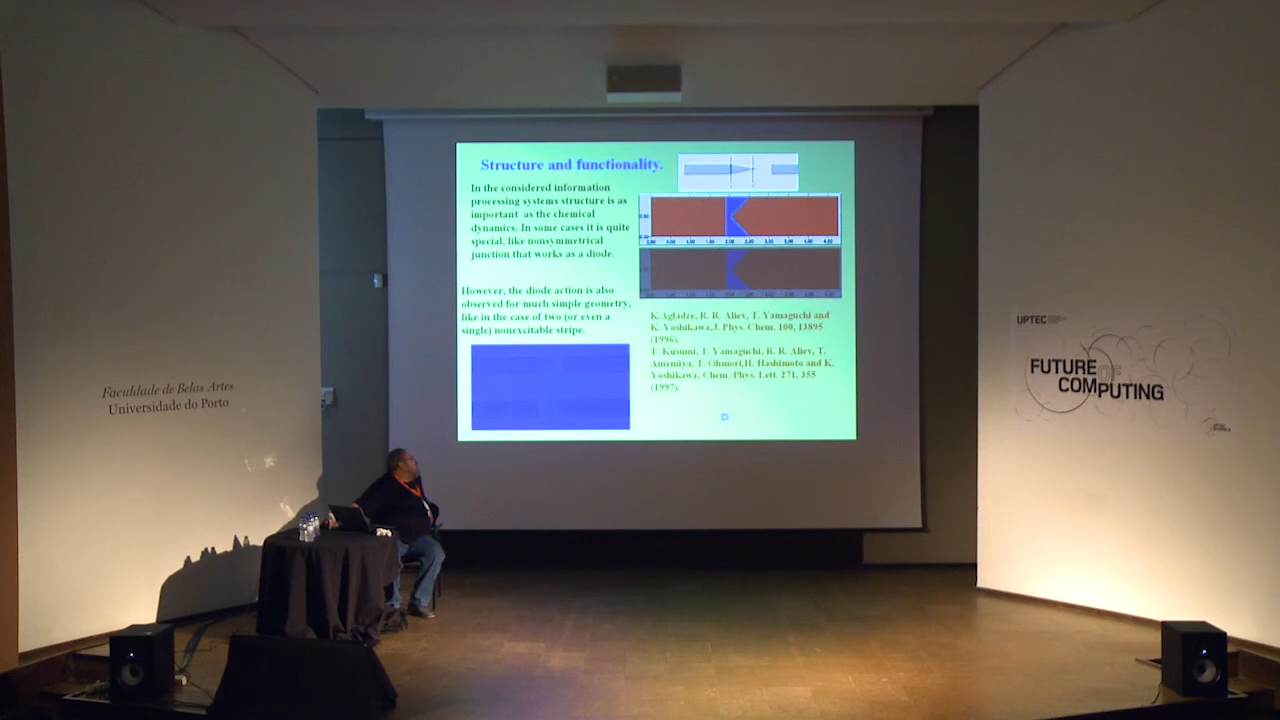 Structure and functionality.
In the considered information
processing systems structure is as
important as the chemical
dynamics. In some cases it is quite
special, like nonsymmetrical
junction that works as a diode.
However, the diode action is also
observed for much simple geometry,
like in the case of two (or even a
single) nonexcitable stripe.
K. Agladze, R. R. Aliev, T. Yamaguchi and
K. Yoshikawa,J. Phys. Chem. 100, 13895
(1996).
T. Kusumi, T. Yamaguchi, R. R. Aliev, T.
Amemiya, T. Ohmori,H. Hashimoto and K.
Yoshikawa, Chem. Phys. Lett. 271, 355
(1997).
Faculdade de Belas Artes
Universidade do Porto
UPTEC
FUTURE OF
COMPUTING